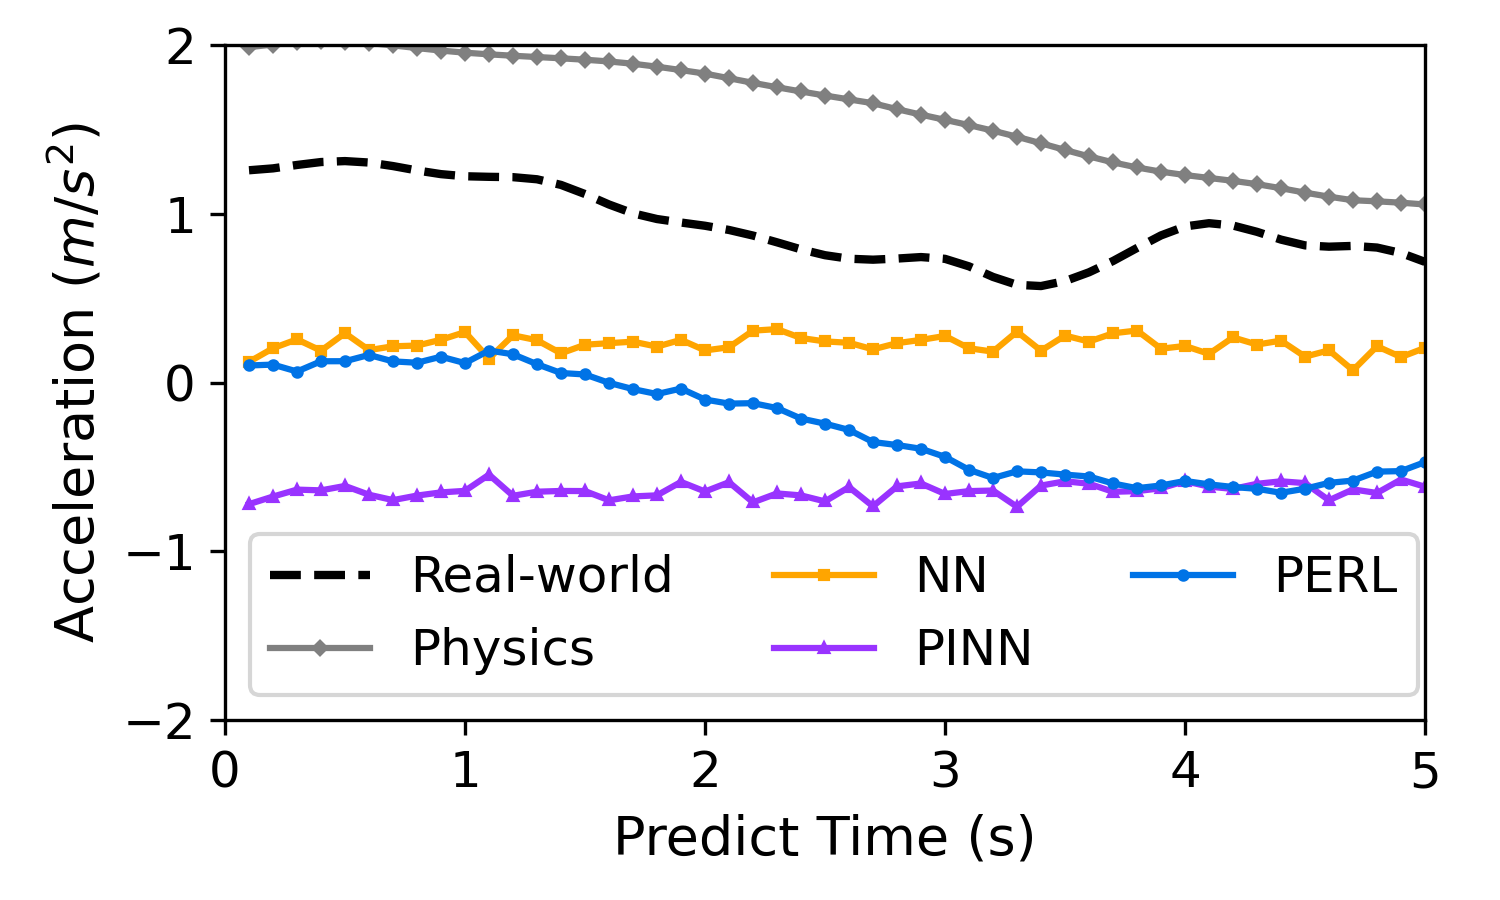 2
1
0
−1
−2
Acceleration (m/s²)
Real-world
NN
PERL
Physics
PINN
0 1 2 3 4 5
Predict Time (s)